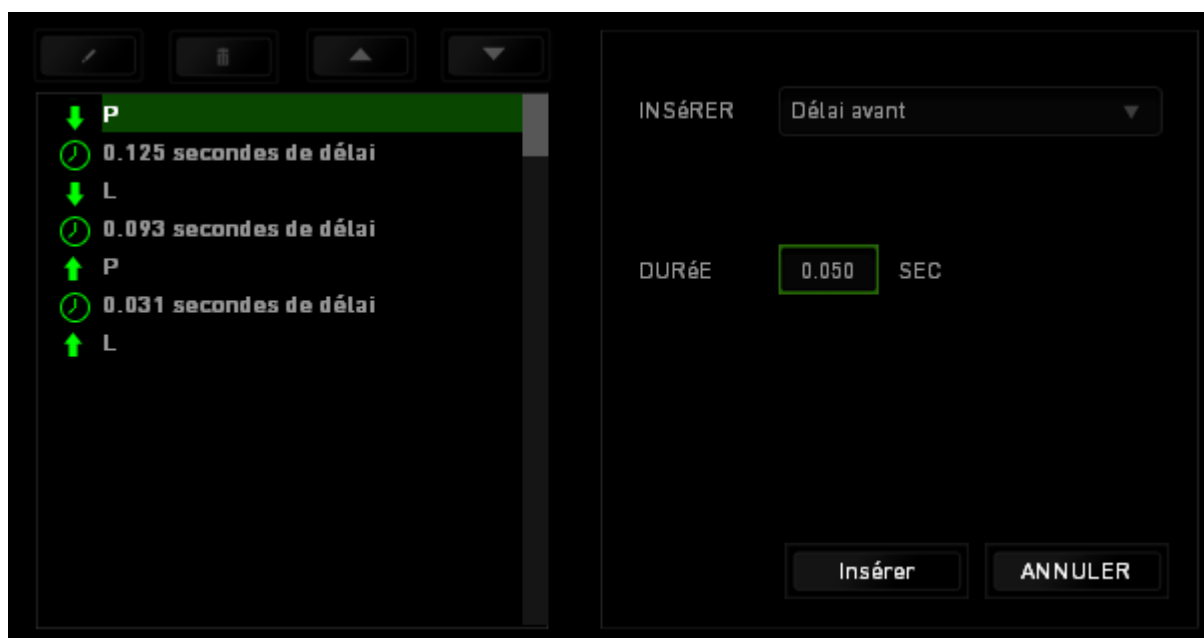 P
0.125 secondes de délai
L
0.093 secondes de délai
P
0.031 secondes de délai
L
INSéRER Délai avant
DURéE 0.050 SEC
Insérer ANNULER